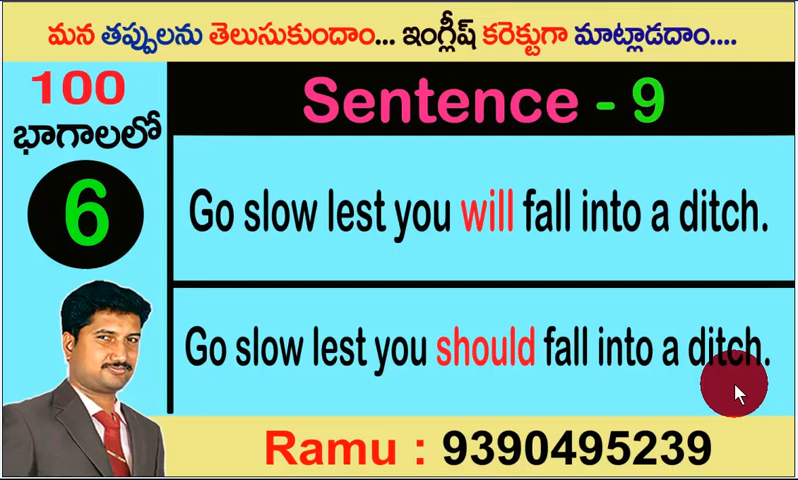 మన తప్పులను తెలుసుకుందాం... ఇంగ్లీష్ కరెక్టుగా మాట్లాడదాం....
100
భాగాలలో
6
Sentence - 9
Go slow lest you will fall into a ditch.
Go slow lest you should fall into a ditch.
Ramu : 9390495239